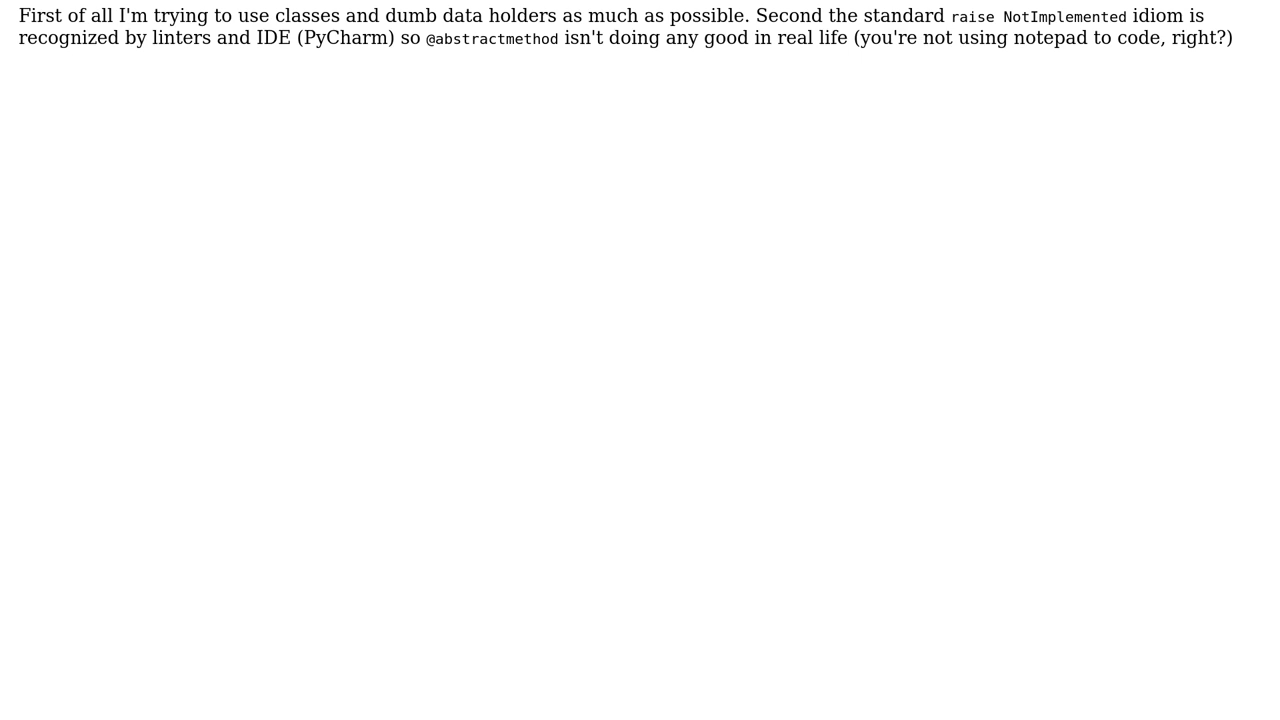 First of all I'm trying to use classes and dumb data holders as much as possible. Second the standard raise NotImplemented idiom is
recognized by linters and IDE (PyCharm) so @abstractmethod isn't doing any good in real life (you're not using notepad to code, right?)